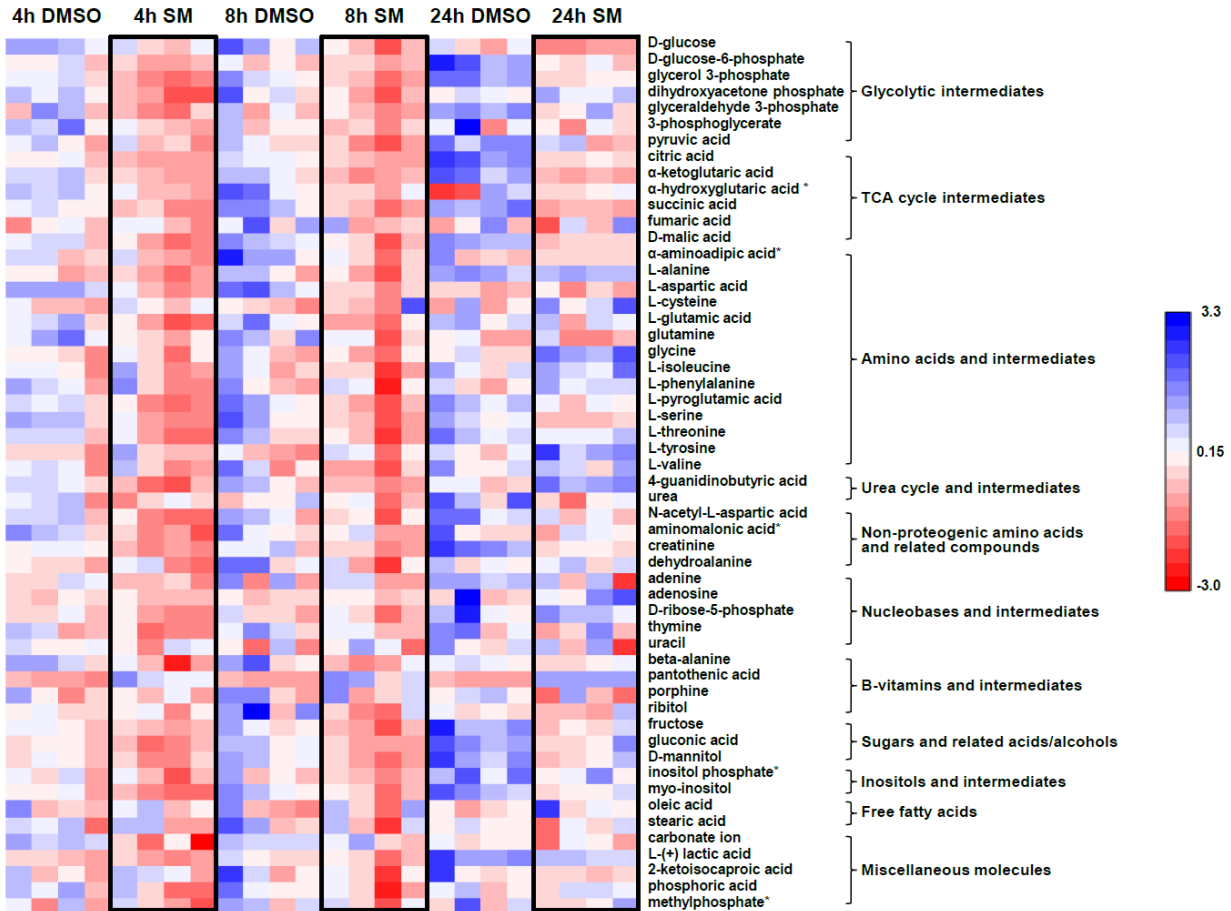 4h DMSO 4h SM 8h DMSO 8h SM 24h DMSO 24h SM
D-glucose
D-glucose-6-phosphate
glycerol 3-phosphate
dihydroxyacetone phosphate
glyceraldehyde 3-phosphate
3-phosphoglycerate
pyruvic acid
Glycolytic intermediates
citric acid
α-ketoglutaric acid
α-hydroxyglutaric acid *
succinic acid
fumaric acid
D-malic acid
TCA cycle intermediates
α-aminoadipic acid*
L-alanine
L-aspartic acid
L-cysteine
L-glutamic acid
glutamine
glycine
L-isoleucine
L-phenylalanine
L-pyroglutamic acid
L-serine
L-threonine
L-tyrosine
L-valine
Amino acids and intermediates
4-guanidinobutyric acid
urea
Urea cycle and intermediates
N-acetyl-L-aspartic acid
aminomalonic acid*
creatinine
dehydroalanine
Non-proteogenic amino acids
and related compounds
adenine
adenosine
D-ribose-5-phosphate
thymine
uracil
Nucleobases and intermediates
beta-alanine
pantothenic acid
porphine
ribitol
B-vitamins and intermediates
fructose
gluconic acid
D-mannitol
Sugars and related acids/alcohols
inositol phosphate*
myo-inositol
Inositols and intermediates
oleic acid
stearic acid
Free fatty acids
carbonate ion
L-(+) lactic acid
2-ketoisocaproic acid
phosphoric acid
methylphosphate*
Miscellaneous molecules
3.3
0.15
-3.0